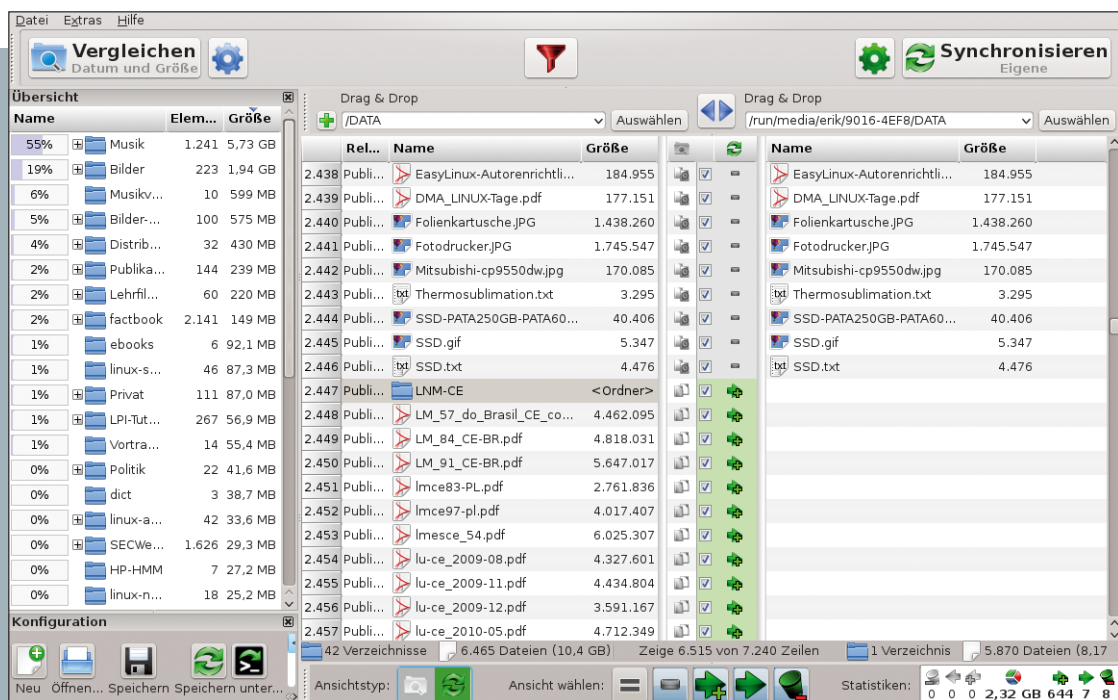 Datei Extras Hilfe
Vergleichen
Datum und Größe
Synchronisieren
Eigene
Übersicht
Name Elem... Größe
55% Musik 1.241 5,73 GB
19% Bilder 223 1,94 GB
6% Musikv... 10 599 MB
5% Bilder-... 100 575 MB
4% Distrib... 32 430 MB
2% Publika... 144 239 MB
2% Lehrfil... 60 220 MB
2% factbook 2.141 149 MB
1% ebooks 6 92,1 MB
1% linux-s... 46 87,3 MB
1% Privat 111 87,0 MB
1% LPI-Tut... 267 56,9 MB
1% Vortra... 14 55,4 MB
0% Politik 22 41,6 MB
0% dict 3 38,7 MB
0% linux-a... 42 33,6 MB
0% SECWe... 1.626 29,3 MB
0% HP-HMM 7 27,2 MB
0% linux-n... 18 25,2 MB
Konfiguration
Neu Öffnen... Speichern Speichern unter...
Drag & Drop Drag & Drop
/DATA Auswählen /run/media/erik/9016-4EF8/DATA Auswählen
Rel... Name Größe Name Größe
2.438 Publi... EasyLinux-Autorenrichtli... 184.955 EasyLinux-Autorenrichtli... 184.955
2.439 Publi... DMA_LINUX-Tage.pdf 177.151 DMA_LINUX-Tage.pdf 177.151
2.440 Publi... Folienkartusche.JPG 1.438.260 Folienkartusche.JPG 1.438.260
2.441 Publi... Fotodrucker.JPG 1.745.547 Fotodrucker.JPG 1.745.547
2.442 Publi... Mitsubishi-cp9550dw.jpg 170.085 Mitsubishi-cp9550dw.jpg 170.085
2.443 Publi... txt Thermosublimation.txt 3.295 txt Thermosublimation.txt 3.295
2.444 Publi... SSD-PATA250GB-PATA60... 40.406 SSD-PATA250GB-PATA60... 40.406
2.445 Publi... SSD.gif 5.347 SSD.gif 5.347
2.446 Publi... txt SSD.txt 4.476 txt SSD.txt 4.476
2.447 Publi... LNM-CE <Ordner>
2.448 Publi... LM_57_do_Brasil_CE_co... 4.462.095
2.449 Publi... LM_84_CE-BR.pdf 4.818.031
2.450 Publi... LM_91_CE-BR.pdf 5.647.017
2.451 Publi... lmce83-PL.pdf 2.761.836
2.452 Publi... lmce97-pl.pdf 4.017.407
2.453 Publi... lmesce_54.pdf 6.025.307
2.454 Publi... lu-ce_2009-08.pdf 4.327.601
2.455 Publi... lu-ce_2009-11.pdf 4.434.804
2.456 Publi... lu-ce_2009-12.pdf 3.591.167
2.457 Publi... lu-ce_2010-05.pdf 4.712.349
42 Verzeichnisse 6.465 Dateien (10,4 GB) Zeige 6.515 von 7.240 Zeilen 1 Verzeichnis 5.870 Dateien (8,17
Ansichtstyp: Ansicht wählen: Statistiken: 0 0 0 2,32 GB 644 7 1